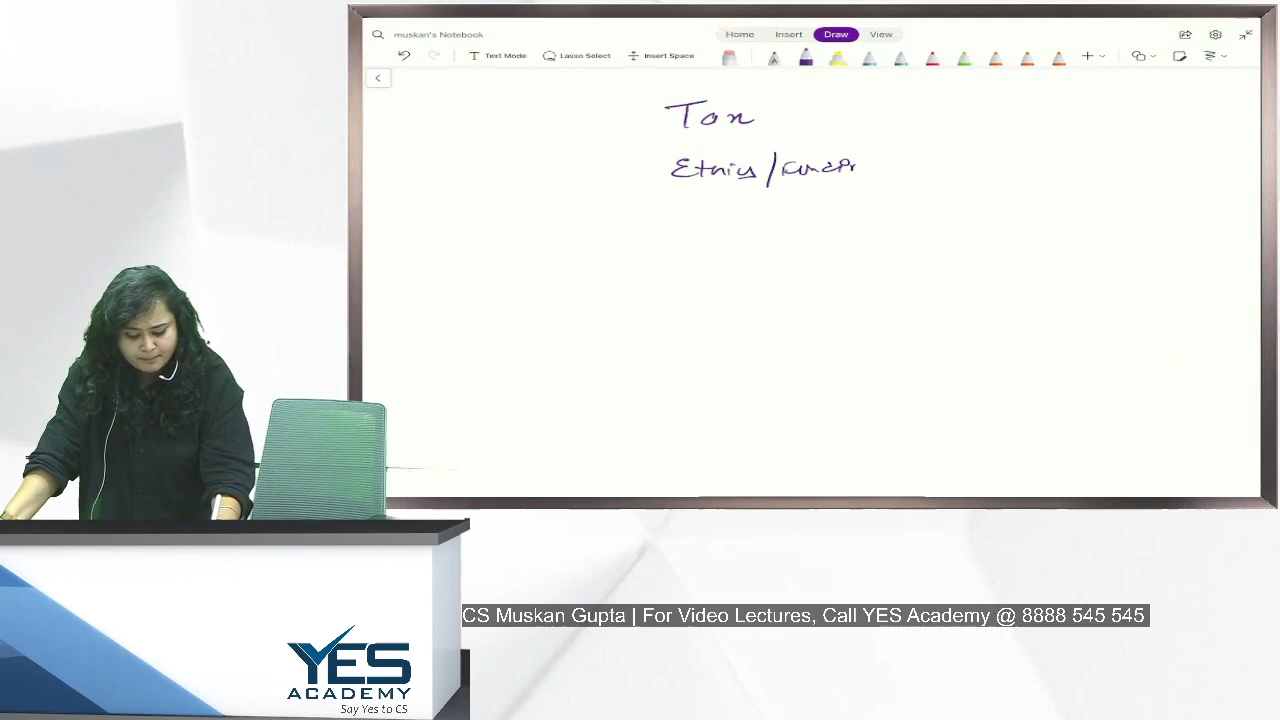 muskan's Notebook
Home Insert Draw View
Text Mode Lasso Select Insert Space
Tax
Ethics /
CS Muskan Gupta | For Video Lectures, Call YES Academy @ 8888 545 545
YES
ACADEMY
Say Yes to CS